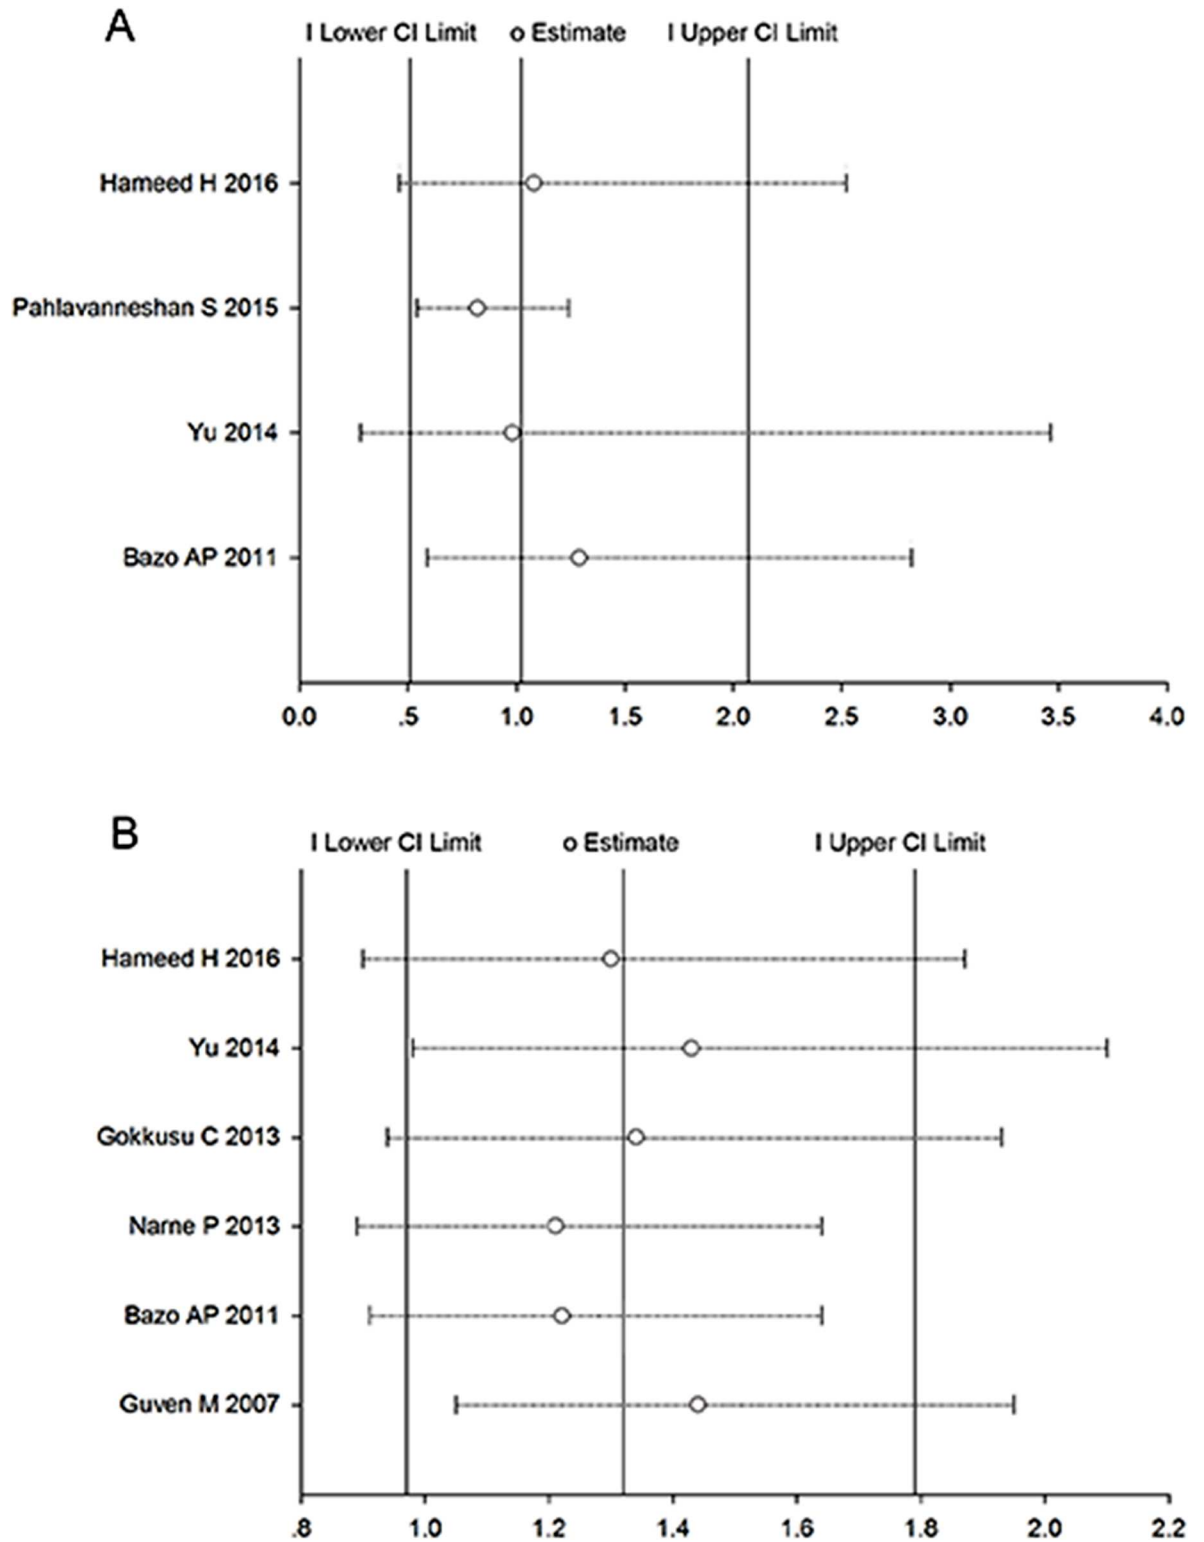 A
I Lower CI Limit o Estimate I Upper CI Limit
Hameed H 2016
Pahlavanneshan S 2015
Yu 2014
Bazo AP 2011
0.0 .5 1.0 1.5 2.0 2.5 3.0 3.5 4.0
B
I Lower CI Limit o Estimate I Upper CI Limit
Hameed H 2016
Yu 2014
Gokkusu C 2013
Narne P 2013
Bazo AP 2011
Guven M 2007
.8 1.0 1.2 1.4 1.6 1.8 2.0 2.2